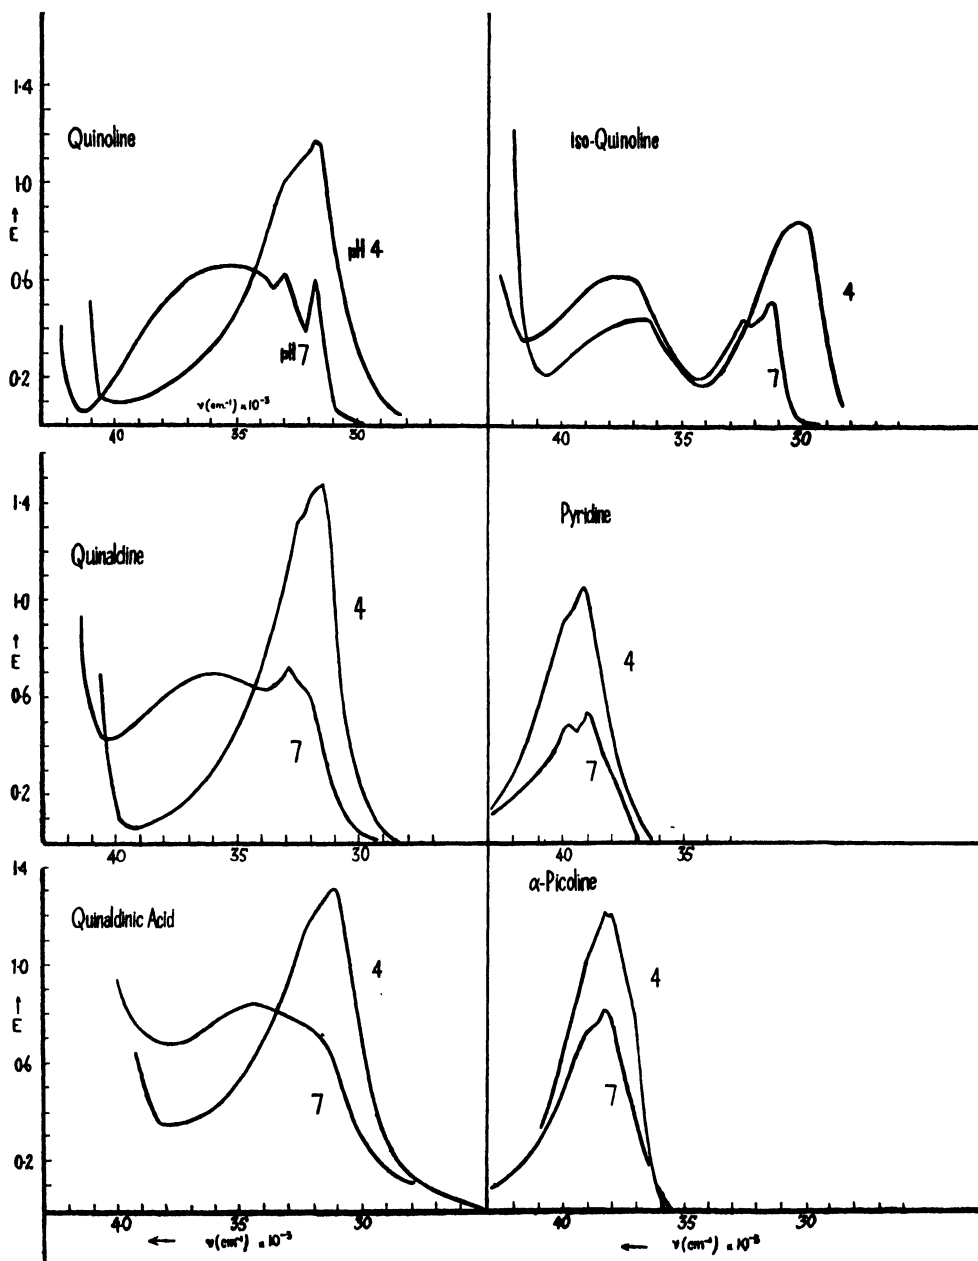 1·4
Quinoline
iso-Quinoline
1·0
↑
E
pH 4
0·6
4
pH 7
7
0·2
ν(cm⁻¹) × 10⁻³
40 35 30
40 35 30
1·4
Pyridine
Quinaldine
1·0
4
↑
E
4
0·6
7
7
0·2
40 35 30
40 35
1·4
α-Picoline
Quinaldinic Acid
1·0
4
4
↑
E
0·6
7
7
0·2
40 35 30
40 35 30
← ν(cm⁻¹) × 10⁻³
← ν(cm⁻¹) × 10⁻³